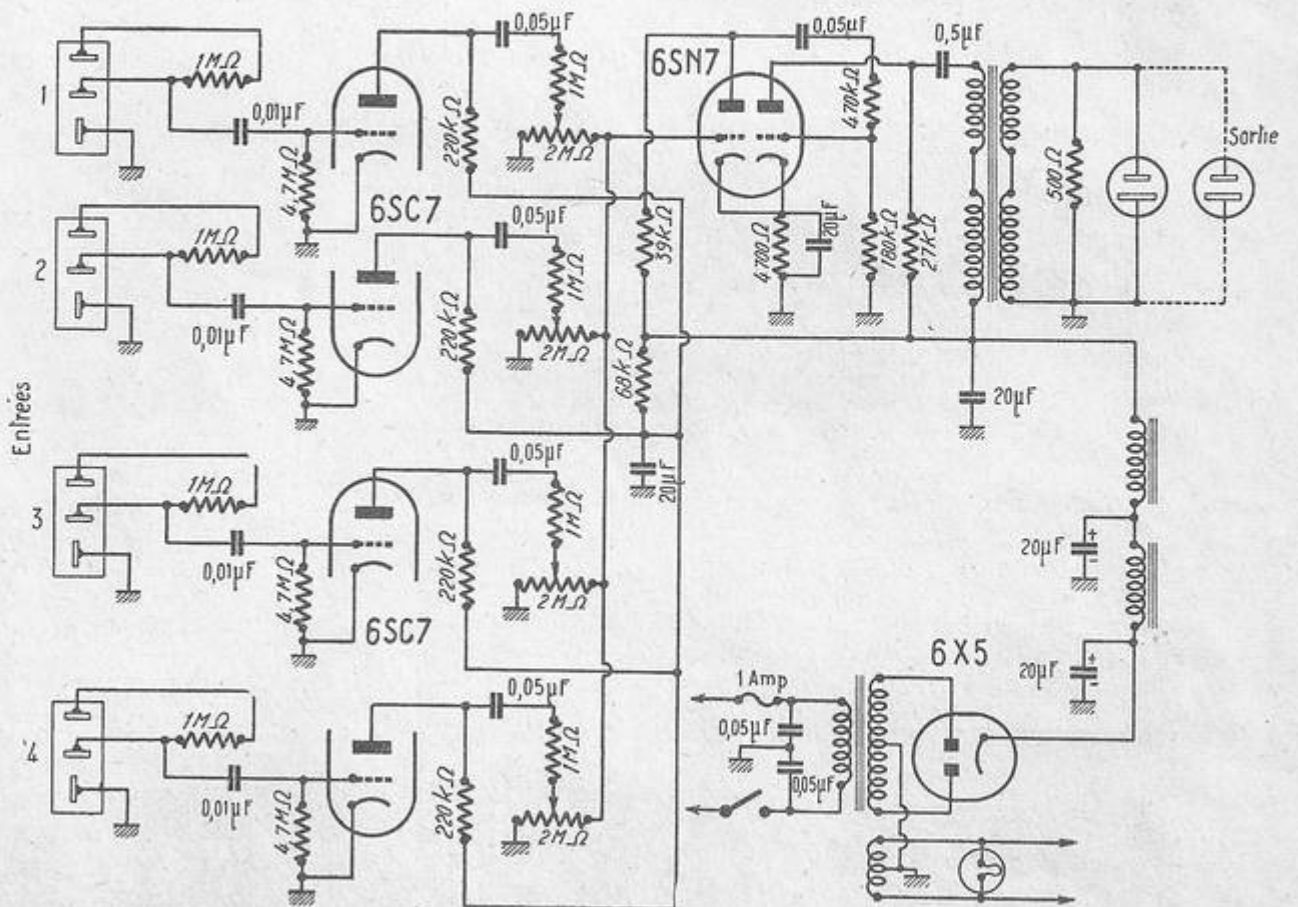 Entrées
1
1MΩ
0,01µF
4,7MΩ
6SC7
220kΩ
0,05µF
1MΩ
2MΩ
2
1MΩ
0,01µF
4,7MΩ
220kΩ
0,05µF
1MΩ
2MΩ
3
1MΩ
0,01µF
4,7MΩ
6SC7
220kΩ
0,05µF
1MΩ
2MΩ
4
1MΩ
0,01µF
4,7MΩ
220kΩ
0,05µF
1MΩ
2MΩ
6SN7
0,05µF
470kΩ
39kΩ
4700Ω
20µF
180kΩ
27kΩ
68kΩ
20µF
0,5µF
500Ω
Sortie
20µF
20µF
+
-
20µF
+
-
6X5
1 Amp
0,05µF
0,05µF